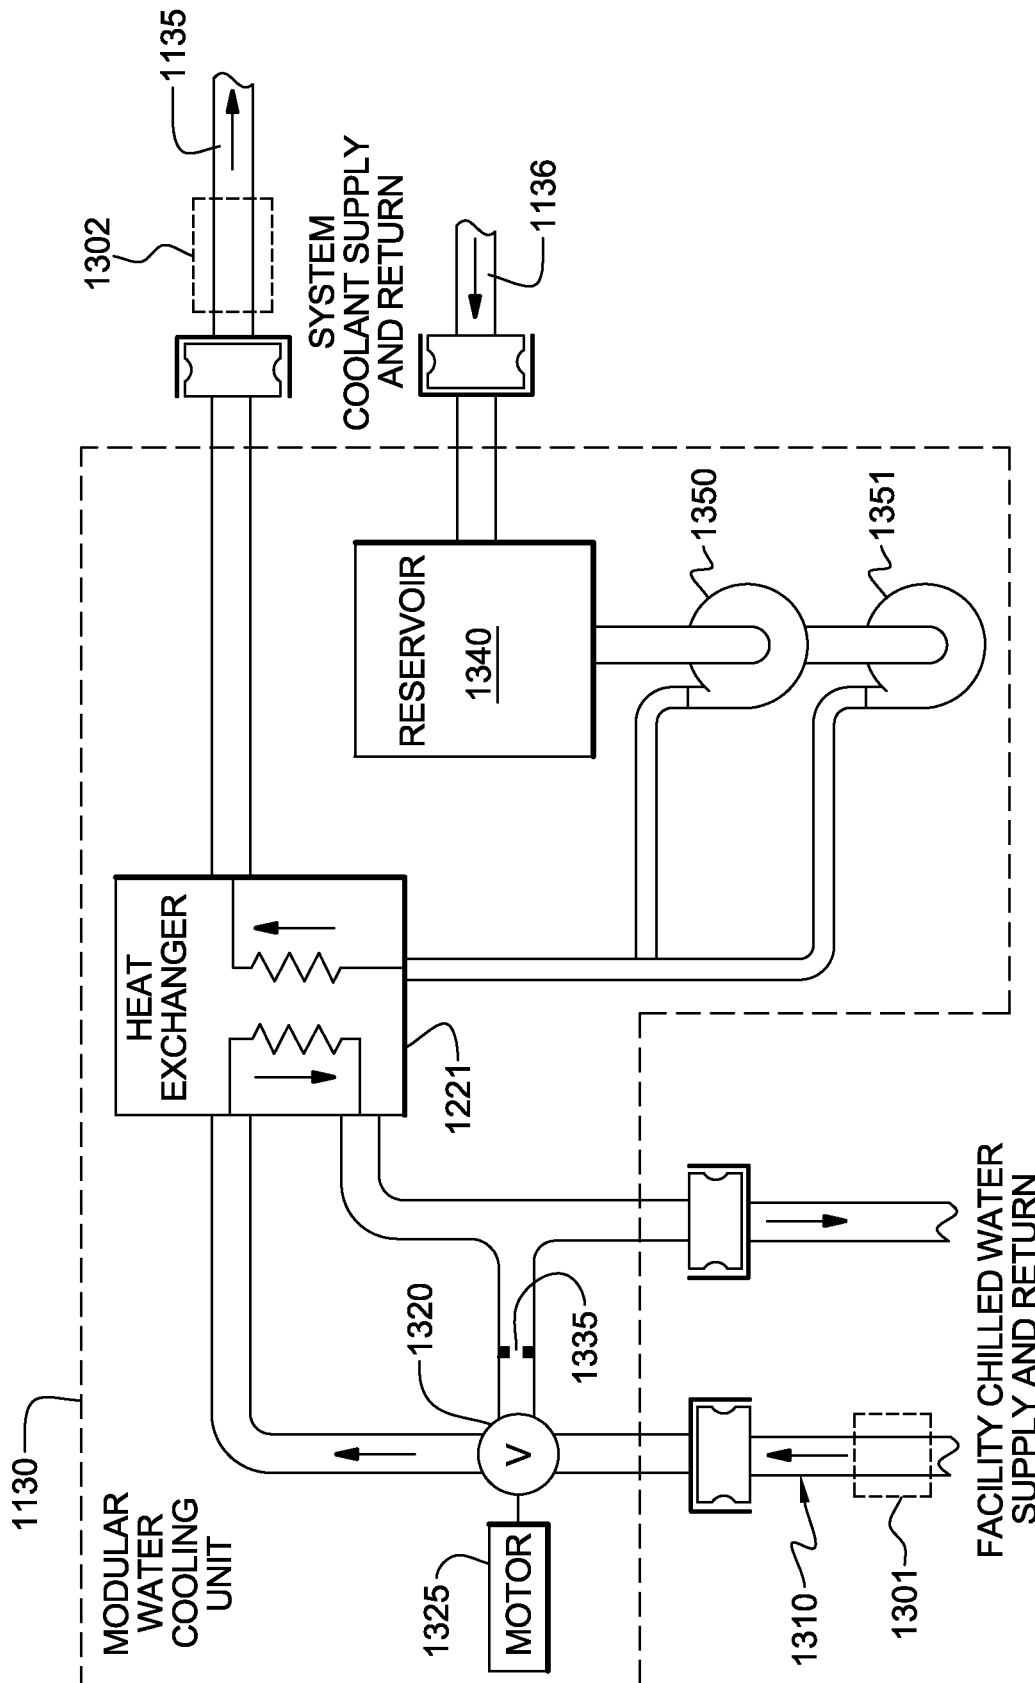 1130
MODULAR
WATER
COOLING
UNIT
HEAT
EXCHANGER
1221
1302
1135
SYSTEM
COOLANT SUPPLY
AND RETURN
1136
RESERVOIR
1340
1350
1351
1320
V
1335
1325
MOTOR
1310
1301
FACILITY CHILLED WATER
SUPPLY AND RETURN